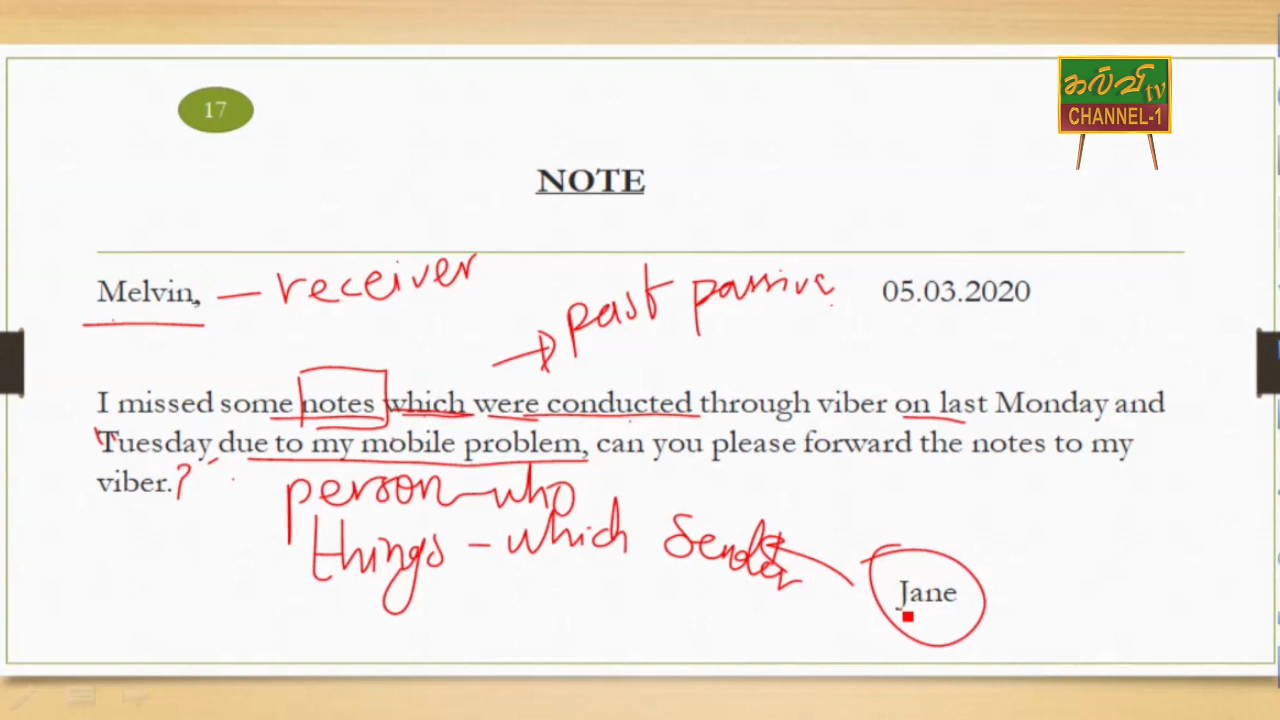 17
கல்வி tv
CHANNEL-1
NOTE
Melvin, - receiver
→ past passive
05.03.2020
I missed some notes which were conducted through viber on last Monday and
Tuesday due to my mobile problem, can you please forward the notes to my
viber.?
person - who
things - which
Sender
Jane